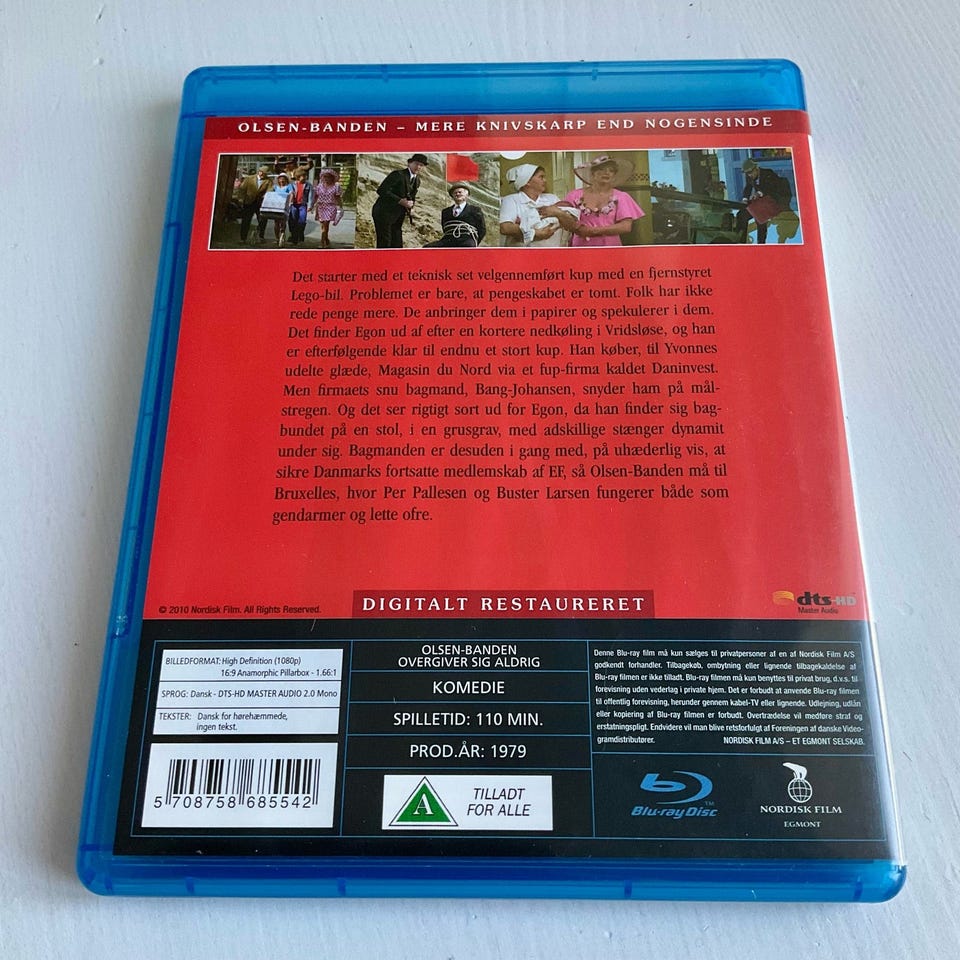 OLSEN-BANDEN – MERE KNIVSKARP END NOGENSINDE
Det starter med et teknisk set velgennemført kup med en fjernstyret
Lego-bil. Problemet er bare, at pengeskabet er tomt. Folk har ikke
rede penge mere. De anbringer dem i papirer og spekulerer i dem.
Det finder Egon ud af efter en kortere nedkøling i Vridsløse, og han
er efterfølgende klar til endnu et stort kup. Han køber, til Yvonnes
udelte glæde, Magasin du Nord via et fup-firma kaldet Daninvest.
Men firmaets snu bagmand, Bang-Johansen, snyder ham på mål-
stregen. Og det ser rigtigt sort ud for Egon, da han finder sig bag-
bundet på en stol, i en grusgrav, med adskillige stænger dynamit
under sig. Bagmanden er desuden i gang med, på uhæderlig vis, at
sikre Danmarks fortsatte medlemskab af EF, så Olsen-Banden må til
Bruxelles, hvor Per Pallesen og Buster Larsen fungerer både som
gendarmer og lette ofre.
© 2010 Nordisk Film. All Rights Reserved.
DIGITALT RESTAURERET
dts-HD
Master Audio
BILLEDFORMAT: High Definition (1080p)
16:9 Anamorphic Pillarbox - 1.66:1
SPROG: Dansk - DTS-HD MASTER AUDIO 2.0 Mono
TEKSTER: Dansk for hørehæmmede,
ingen tekst.
5 708758 685542
OLSEN-BANDEN
OVERGIVER SIG ALDRIG
KOMEDIE
SPILLETID: 110 MIN.
PROD.ÅR: 1979
A
TILLADT
FOR ALLE
Denne Blu-ray film må kun sælges til privatpersoner af en af Nordisk Film A/S
godkendt forhandler. Tilbagekøb, ombytning eller lignende tilbagekaldelse af
Blu-ray filmen er ikke tilladt. Blu-ray filmen må kun benyttes til privat brug, d.v.s. til
forevisning uden vederlag i private hjem. Det er forbudt at anvende Blu-ray filmen
til offentlig forevisning, herunder gennem kabel-TV eller lignende. Udlejning, udlån
eller kopiering af Blu-ray filmen er forbudt. Overtrædelse vil medføre straf og
erstatningspligt. Endvidere vil man blive retsforfulgt af Foreningen af danske Video-
gramdistributører.
NORDISK FILM A/S – ET EGMONT SELSKAB.
Blu-ray Disc
TM
NORDISK FILM
EGMONT